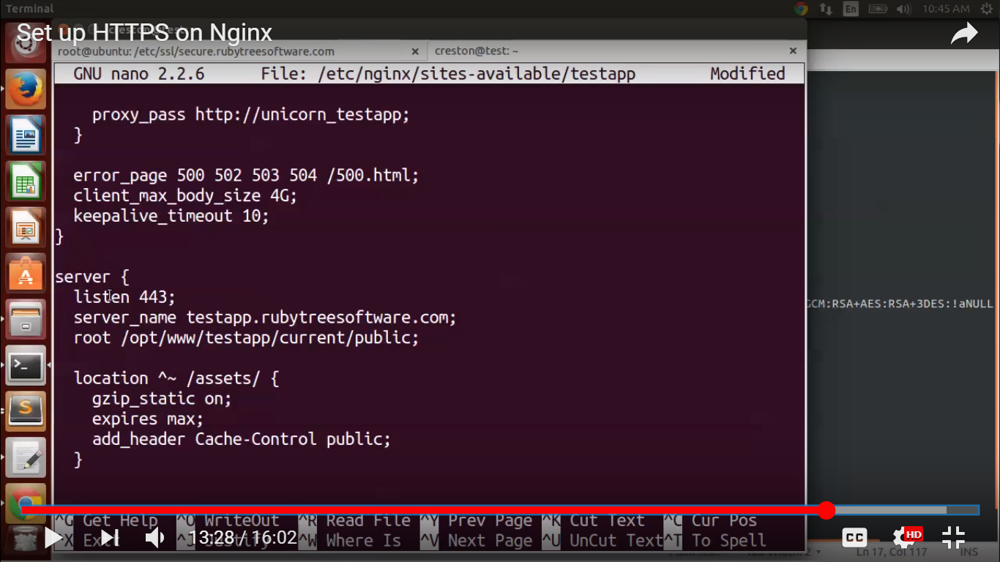 Terminal
En
10:45 AM
Set up HTTPS on Nginx
root@ubuntu: /etc/ssl/secure.rubytreesoftware.com × creston@test: ~ ×
GNU nano 2.2.6 File: /etc/nginx/sites-available/testapp Modified
proxy_pass http://unicorn_testapp;
}
error_page 500 502 503 504 /500.html;
client_max_body_size 4G;
keepalive_timeout 10;
}
server {
listen 443;
server_name testapp.rubytreesoftware.com;
root /opt/www/testapp/current/public;
location ^~ /assets/ {
gzip_static on;
expires max;
add_header Cache-Control public;
}
GCM:RSA+AES:RSA+3DES:!aNULL
^G Get Help ^O WriteOut ^R Read File ^Y Prev Page ^K Cut Text ^C Cur Pos
^X Exit ^J Justify ^W Where Is ^V Next Page ^U UnCut Text ^T To Spell
13:28 / 16:02
CC
HD
Ln 17, Col 117 INS